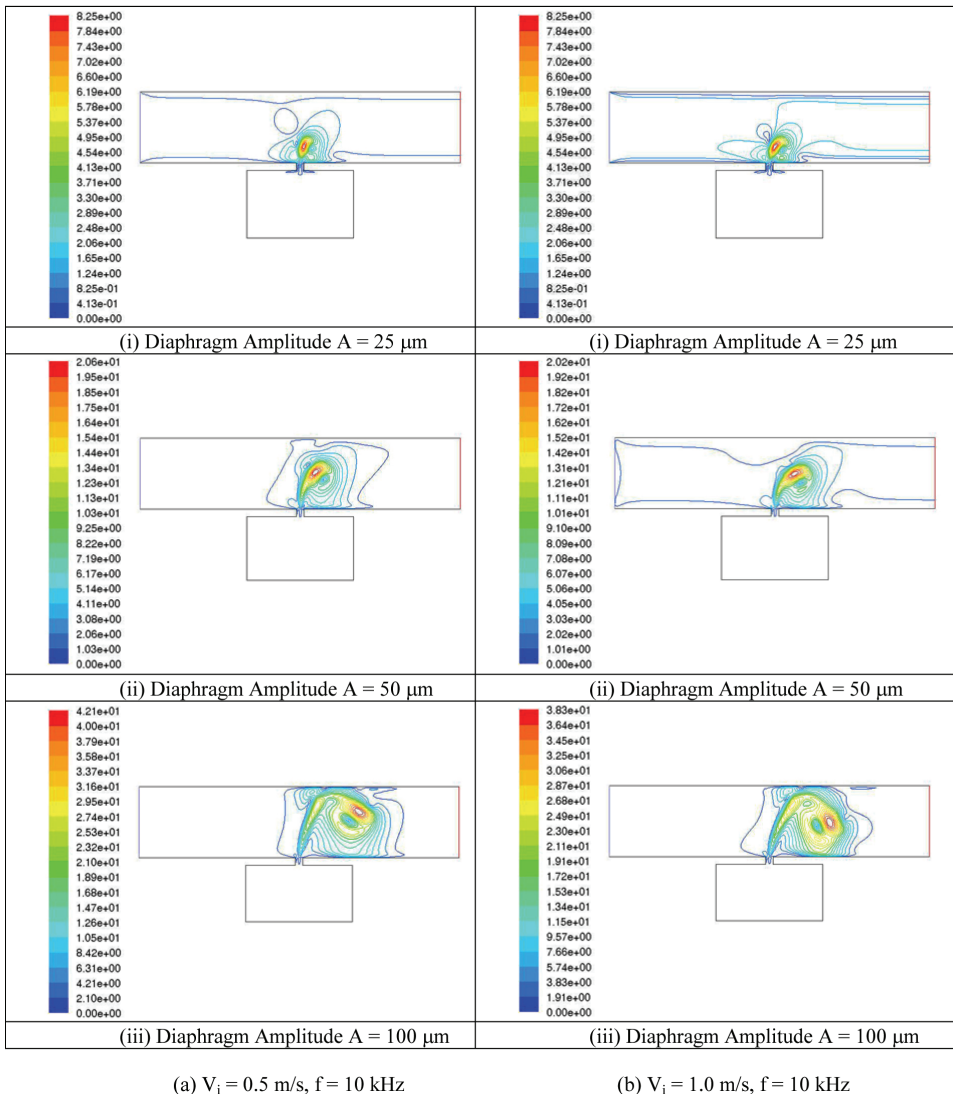 8.25e+00
7.84e+00
7.43e+00
7.02e+00
6.60e+00
6.19e+00
5.78e+00
5.37e+00
4.95e+00
4.54e+00
4.13e+00
3.71e+00
3.30e+00
2.89e+00
2.48e+00
2.06e+00
1.65e+00
1.24e+00
8.25e-01
4.13e-01
0.00e+00
(i) Diaphragm Amplitude A = 25 μm
8.25e+00
7.84e+00
7.43e+00
7.02e+00
6.60e+00
6.19e+00
5.78e+00
5.37e+00
4.95e+00
4.54e+00
4.13e+00
3.71e+00
3.30e+00
2.89e+00
2.48e+00
2.06e+00
1.65e+00
1.24e+00
8.25e-01
4.13e-01
0.00e+00
(i) Diaphragm Amplitude A = 25 μm
2.06e+01
1.95e+01
1.85e+01
1.75e+01
1.64e+01
1.54e+01
1.44e+01
1.34e+01
1.23e+01
1.13e+01
1.03e+01
9.25e+00
8.22e+00
7.19e+00
6.17e+00
5.14e+00
4.11e+00
3.08e+00
2.06e+00
1.03e+00
0.00e+00
(ii) Diaphragm Amplitude A = 50 μm
2.02e+01
1.92e+01
1.82e+01
1.72e+01
1.62e+01
1.52e+01
1.42e+01
1.31e+01
1.21e+01
1.11e+01
1.01e+01
9.10e+00
8.09e+00
7.08e+00
6.07e+00
5.06e+00
4.05e+00
3.03e+00
2.02e+00
1.01e+00
0.00e+00
(ii) Diaphragm Amplitude A = 50 μm
4.21e+01
4.00e+01
3.79e+01
3.58e+01
3.37e+01
3.16e+01
2.95e+01
2.74e+01
2.53e+01
2.32e+01
2.10e+01
1.89e+01
1.68e+01
1.47e+01
1.26e+01
1.05e+01
8.42e+00
6.31e+00
4.21e+00
2.10e+00
0.00e+00
(iii) Diaphragm Amplitude A = 100 μm
3.83e+01
3.64e+01
3.45e+01
3.25e+01
3.06e+01
2.87e+01
2.68e+01
2.49e+01
2.30e+01
2.11e+01
1.91e+01
1.72e+01
1.53e+01
1.34e+01
1.15e+01
9.57e+00
7.66e+00
5.74e+00
3.83e+00
1.91e+00
0.00e+00
(iii) Diaphragm Amplitude A = 100 μm
(a) Vᵢ = 0.5 m/s, f = 10 kHz
(b) Vᵢ = 1.0 m/s, f = 10 kHz